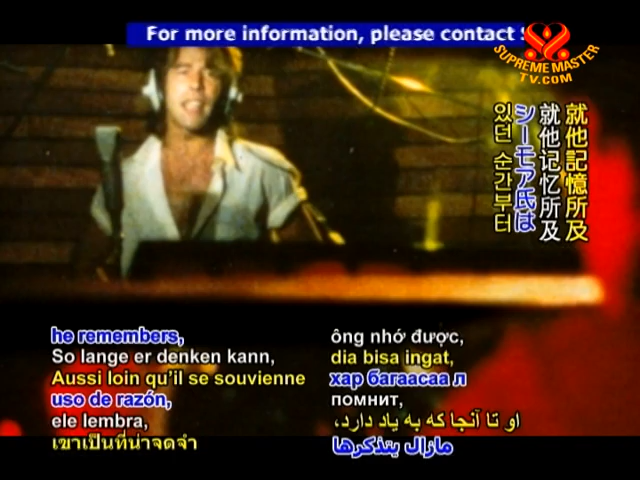 For more information, please contact S
SUPREME MASTER
TV.COM
就他記憶所及
就他记忆所及
シーモア氏は
있던 순간부터
he remembers,
So lange er denken kann,
Aussi loin qu'il se souvienne
uso de razón,
ele lembra,
เขาเป็นที่น่าจดจำ
ông nhớ được,
dia bisa ingat,
хар багаасаа л
помнит,
او تا آنجا که به یاد دارد،
مازال يتذكرها